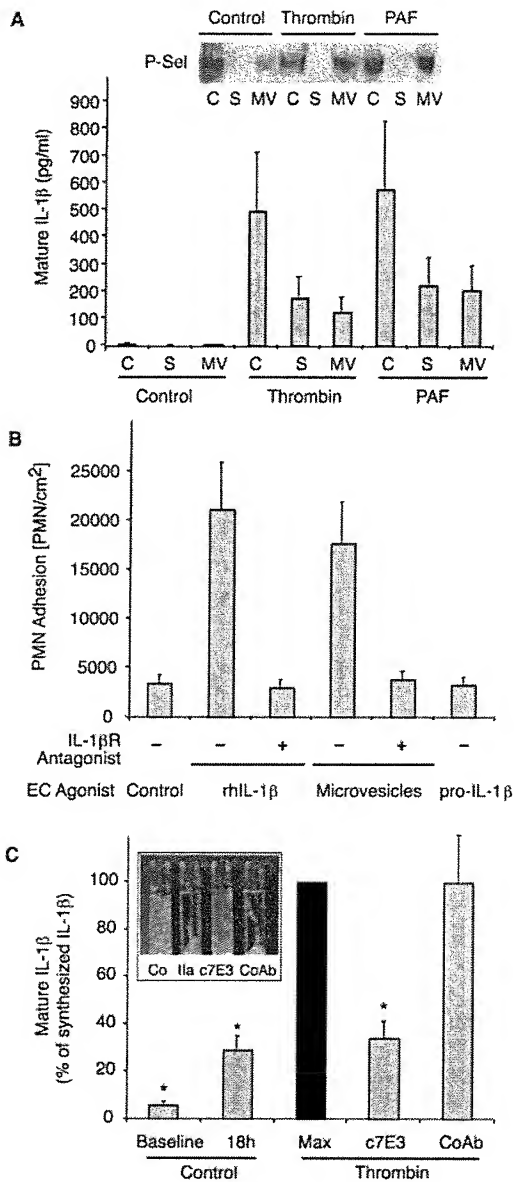 A
Control Thrombin PAF
P-Sel
C S MV C S MV C S MV
Mature IL-1β (pg/ml)
900
800
700
600
500
400
300
200
100
0
C S MV C S MV C S MV
Control Thrombin PAF
B
PMN Adhesion [PMN/cm²]
25000
20000
15000
10000
5000
0
IL-1βR
Antagonist
– – + – + –
EC Agonist Control rhIL-1β Microvesicles pro-IL-1β
C
Mature IL-1β
(% of synthesized IL-1β)
100
80
60
40
20
0
Co IIa c7E3 CoAb
* * *
Baseline 18h Max c7E3 CoAb
Control Thrombin